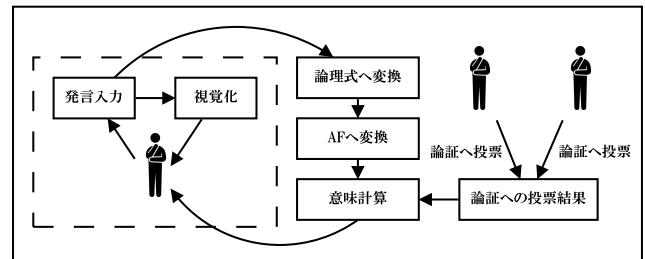 発言入力
視覚化
論理式へ変換
AFへ変換
意味計算
論証へ投票
論証へ投票
論証への投票結果